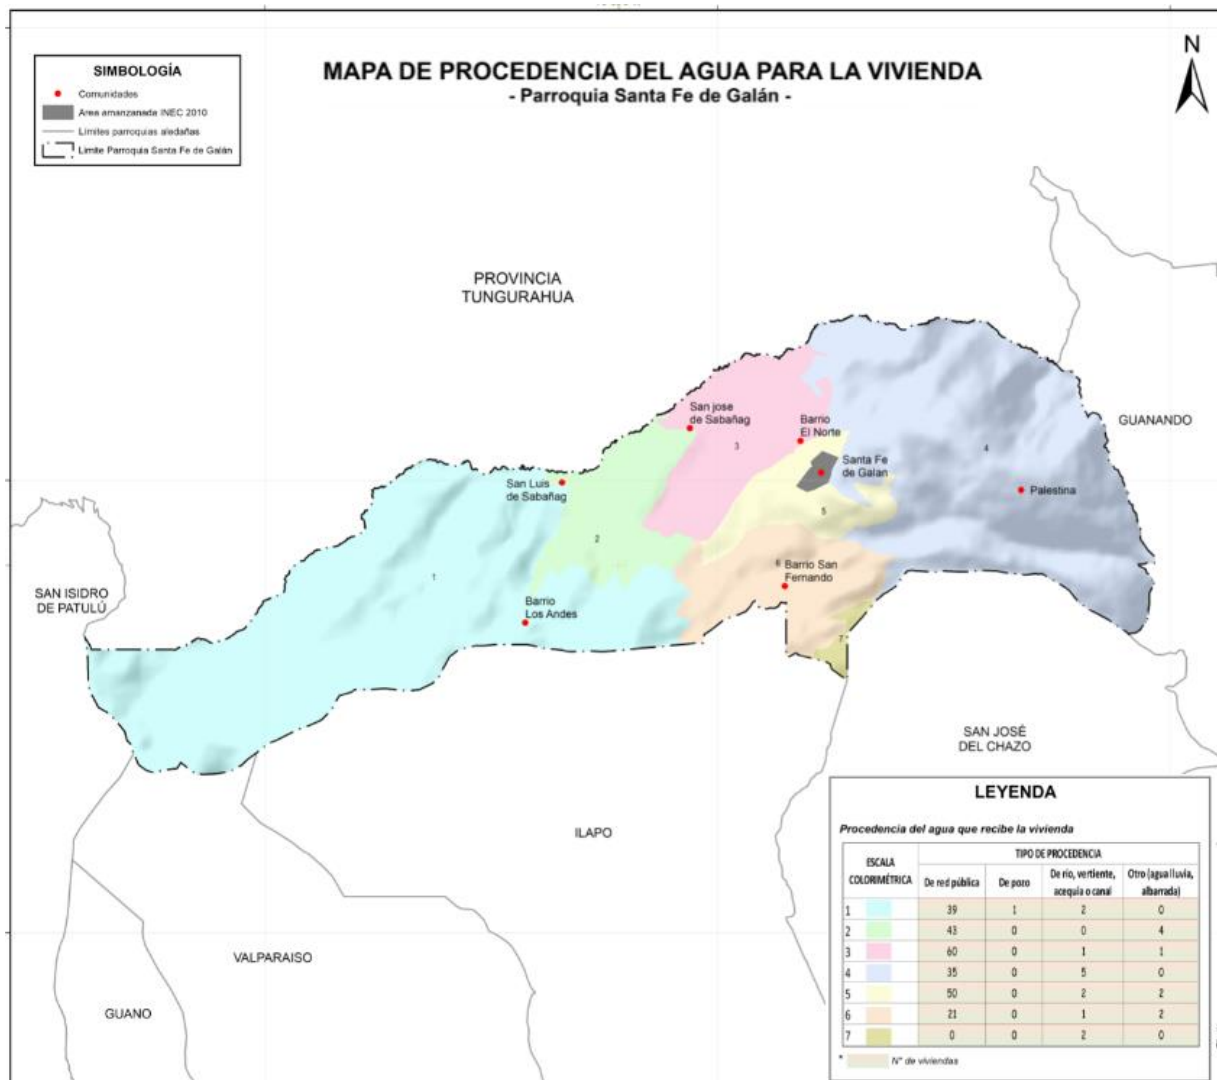 SIMBOLOGÍA
Comunidades
Area amanzanada INEC 2010
Limites parroquias aledañas
Limite Parroquia Santa Fe de Galán
MAPA DE PROCEDENCIA DEL AGUA PARA LA VIVIENDA
- Parroquia Santa Fe de Galán -
N
PROVINCIA
TUNGURAHUA
San jose
de Sabañag
Barrio
El Norte
GUANANDO
3
4
Santa Fe
de Galan
San Luis
de Sabañag
Palestina
5
2
6
Barrio San
Fernando
1
SAN ISIDRO
DE PATULÚ
Barrio
Los Andes
7
SAN JOSÉ
DEL CHAZO
ILAPO
VALPARAISO
GUANO
LEYENDA
Procedencia del agua que recibe la vivienda
ESCALA
COLORIMÉTRICA
TIPO DE PROCEDENCIA
De red pública De pozo De río, vertiente, acequia o canal Otro (agua lluvia, albarrada)
1 39 1 2 0
2 43 0 0 4
3 60 0 1 1
4 35 0 5 0
5 50 0 2 2
6 21 0 1 2
7 0 0 2 0
* N° de viviendas